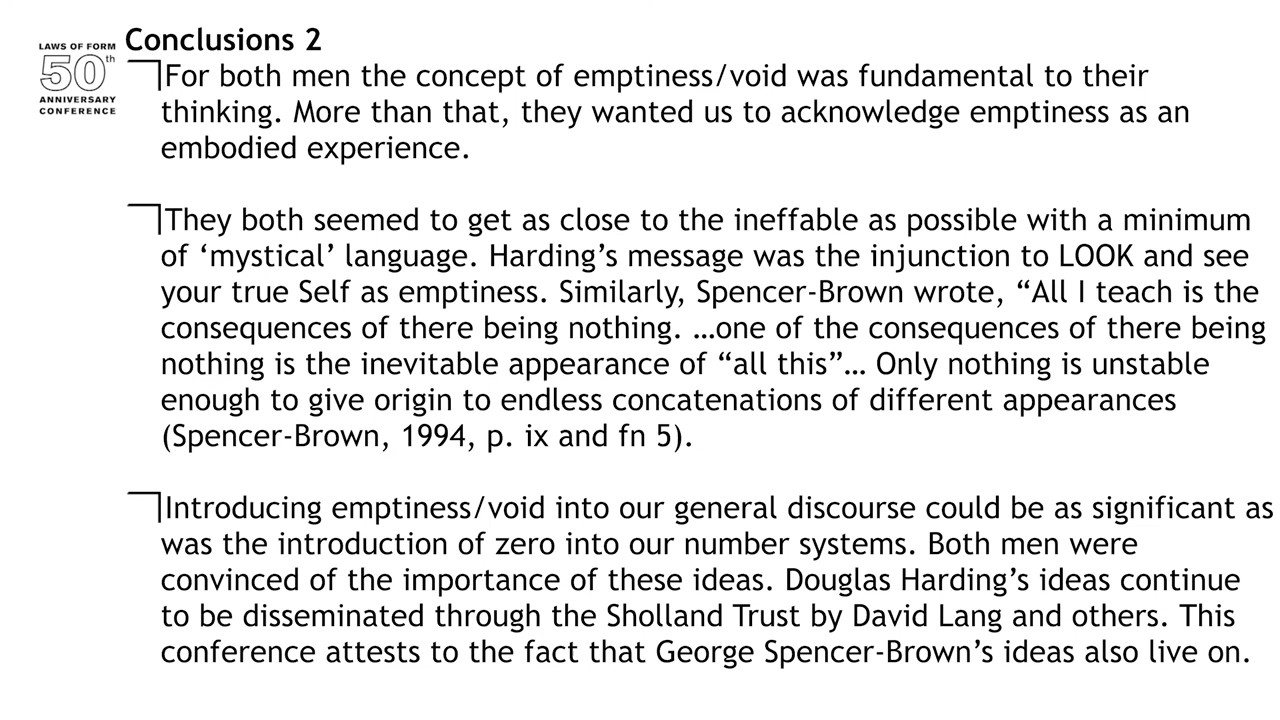 LAWS OF FORM
50th
ANNIVERSARY
CONFERENCE
Conclusions 2
For both men the concept of emptiness/void was fundamental to their
thinking. More than that, they wanted us to acknowledge emptiness as an
embodied experience.
They both seemed to get as close to the ineffable as possible with a minimum
of ‘mystical’ language. Harding’s message was the injunction to LOOK and see
your true Self as emptiness. Similarly, Spencer-Brown wrote, “All I teach is the
consequences of there being nothing. …one of the consequences of there being
nothing is the inevitable appearance of “all this”… Only nothing is unstable
enough to give origin to endless concatenations of different appearances
(Spencer-Brown, 1994, p. ix and fn 5).
Introducing emptiness/void into our general discourse could be as significant as
was the introduction of zero into our number systems. Both men were
convinced of the importance of these ideas. Douglas Harding’s ideas continue
to be disseminated through the Sholland Trust by David Lang and others. This
conference attests to the fact that George Spencer-Brown’s ideas also live on.